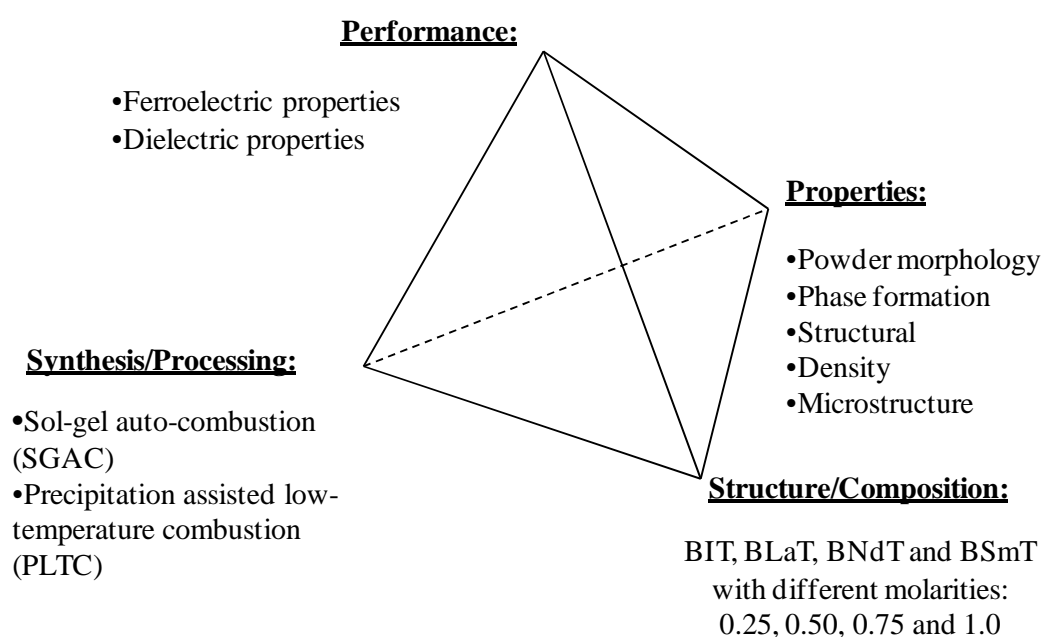 Performance:
•Ferroelectric properties
•Dielectric properties
Properties:
•Powder morphology
•Phase formation
•Structural
•Density
•Microstructure
Synthesis/Processing:
•Sol-gel auto-combustion
(SGAC)
•Precipitation assisted low-
temperature combustion
(PLTC)
Structure/Composition:
BIT, BLaT, BNdT and BSmT
with different molarities:
0.25, 0.50, 0.75 and 1.0